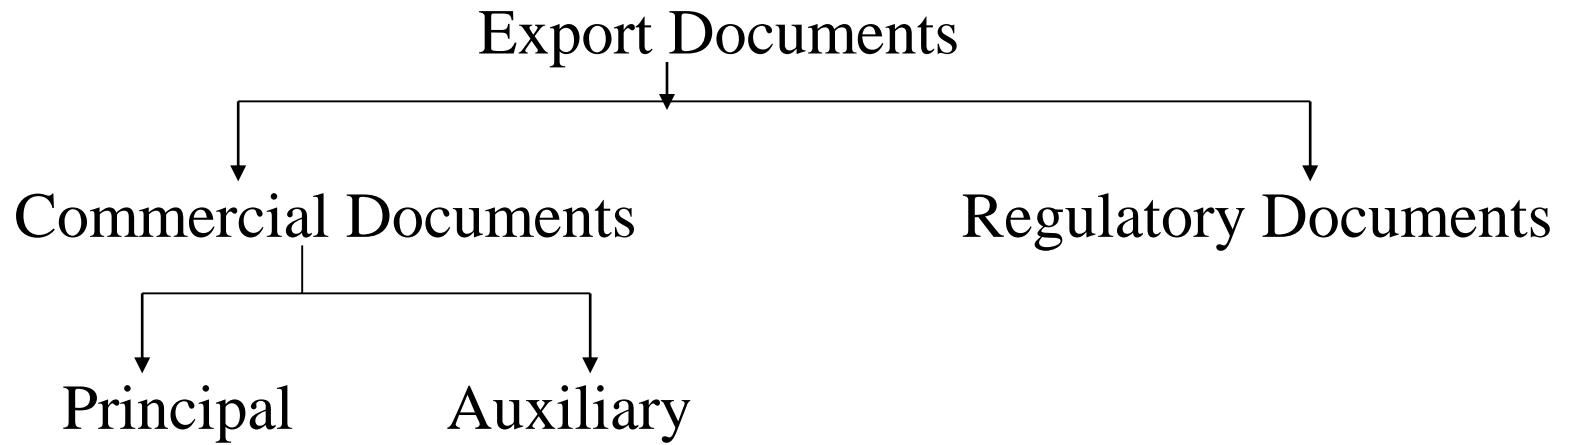 Export Documents
Commercial Documents
Regulatory Documents
Principal
Auxiliary